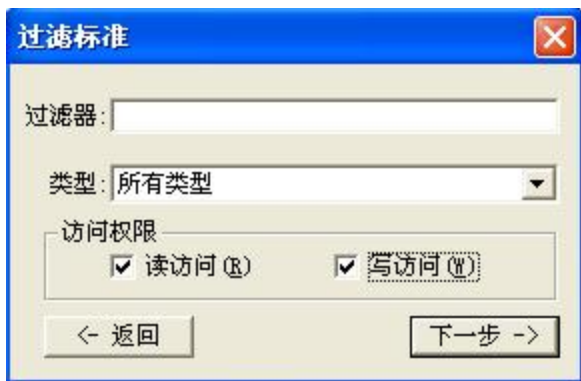 过滤标准
过滤器:
类型: 所有类型
访问权限
读访问(R) 写访问(W)
<- 返回 下一步 ->